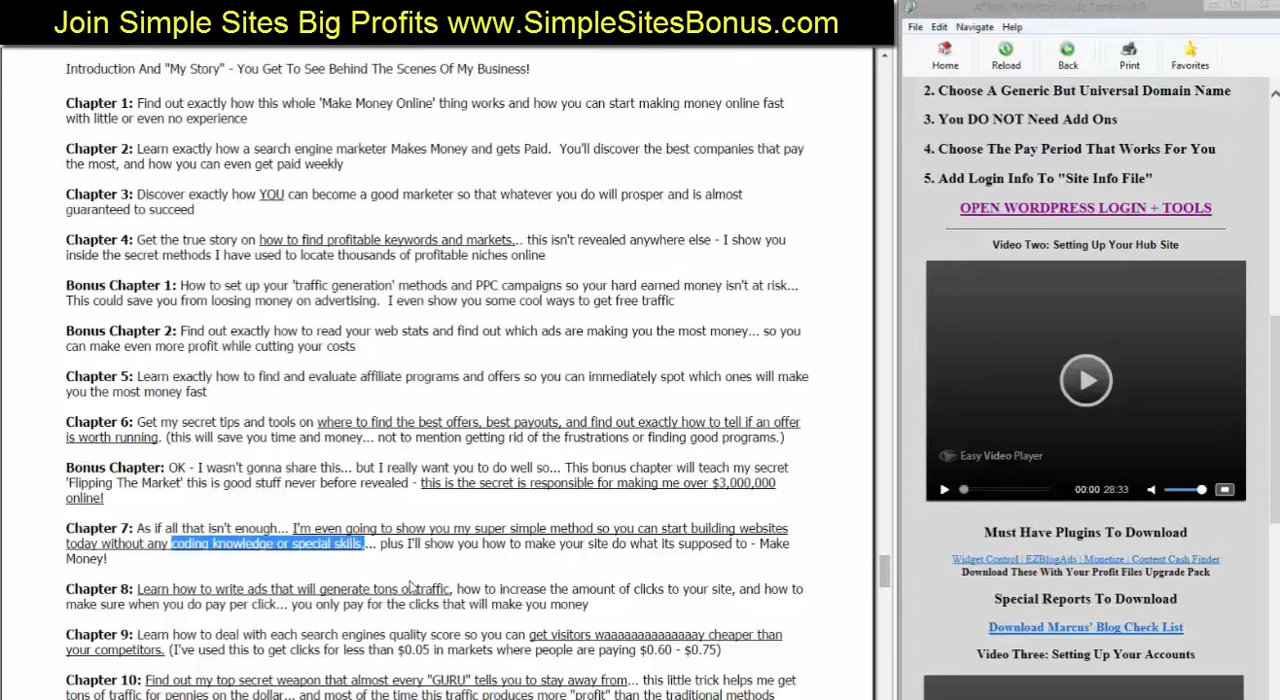 Join Simple Sites Big Profits www.SimpleSitesBonus.com
Introduction And "My Story" - You Get To See Behind The Scenes Of My Business!
Chapter 1: Find out exactly how this whole 'Make Money Online' thing works and how you can start making money online fast
with little or even no experience
Chapter 2: Learn exactly how a search engine marketer Makes Money and gets Paid. You'll discover the best companies that pay
the most, and how you can even get paid weekly
Chapter 3: Discover exactly how YOU can become a good marketer so that whatever you do will prosper and is almost
guaranteed to succeed
Chapter 4: Get the true story on how to find profitable keywords and markets... this isn't revealed anywhere else - I show you
inside the secret methods I have used to locate thousands of profitable niches online
Bonus Chapter 1: How to set up your 'traffic generation' methods and PPC campaigns so your hard earned money isn't at risk...
This could save you from loosing money on advertising. I even show you some cool ways to get free traffic
Bonus Chapter 2: Find out exactly how to read your web stats and find out which ads are making you the most money... so you
can make even more profit while cutting your costs
Chapter 5: Learn exactly how to find and evaluate affiliate programs and offers so you can immediately spot which ones will make
you the most money fast
Chapter 6: Get my secret tips and tools on where to find the best offers, best payouts, and find out exactly how to tell if an offer
is worth running. (this will save you time and money... not to mention getting rid of the frustrations or finding good programs.)
Bonus Chapter: OK - I wasn't gonna share this... but I really want you to do well so... This bonus chapter will teach my secret
'Flipping The Market' this is good stuff never before revealed - this is the secret is responsible for making me over $3,000,000
online!
Chapter 7: As if all that isn't enough... I'm even going to show you my super simple method so you can start building websites
today without any coding knowledge or special skills.... plus I'll show you how to make your site do what its supposed to - Make
Money!
Chapter 8: Learn how to write ads that will generate tons of traffic, how to increase the amount of clicks to your site, and how to
make sure when you do pay per click... you only pay for the clicks that will make you money
Chapter 9: Learn how to deal with each search engines quality score so you can get visitors waaaaaaaaaaaaay cheaper than
your competitors. (I've used this to get clicks for less than $0.05 in markets where people are paying $0.60 - $0.75)
Chapter 10: Find out my top secret weapon that almost every "GURU" tells you to stay away from... this little trick helps me get
tons of traffic for pennies on the dollar... and most of the time this traffic produces more "profit" than the traditional methods
File Edit Navigate Help
Home Reload Back Print Favorites
2. Choose A Generic But Universal Domain Name
3. You DO NOT Need Add Ons
4. Choose The Pay Period That Works For You
5. Add Login Info To "Site Info File"
OPEN WORDPRESS LOGIN + TOOLS
Video Two: Setting Up Your Hub Site
Easy Video Player
00:00 28:33
Must Have Plugins To Download
Widget Control | EZBlogAds | Monetize | Content Cash Finder
Download These With Your Profit Files Upgrade Pack
Special Reports To Download
Download Marcus' Blog Check List
Video Three: Setting Up Your Accounts